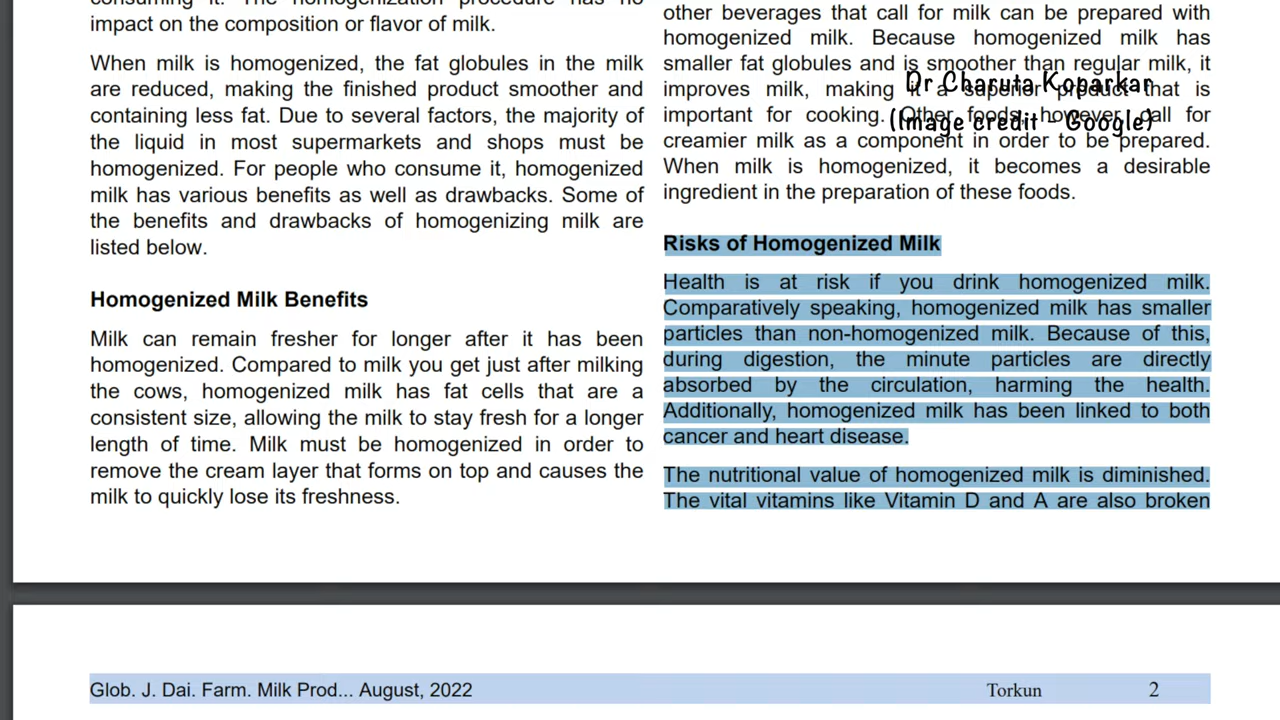 consuming it. The homogenization procedure has no
impact on the composition or flavor of milk.
When milk is homogenized, the fat globules in the milk
are reduced, making the finished product smoother and
containing less fat. Due to several factors, the majority of
the liquid in most supermarkets and shops must be
homogenized. For people who consume it, homogenized
milk has various benefits as well as drawbacks. Some of
the benefits and drawbacks of homogenizing milk are
listed below.
Homogenized Milk Benefits
Milk can remain fresher for longer after it has been
homogenized. Compared to milk you get just after milking
the cows, homogenized milk has fat cells that are a
consistent size, allowing the milk to stay fresh for a longer
length of time. Milk must be homogenized in order to
remove the cream layer that forms on top and causes the
milk to quickly lose its freshness.
other beverages that call for milk can be prepared with
homogenized milk. Because homogenized milk has
smaller fat globules and is smoother than regular milk, it
improves milk, making it a superior product that is
important for cooking. Other foods, however, call for
creamier milk as a component in order to be prepared.
When milk is homogenized, it becomes a desirable
ingredient in the preparation of these foods.
Dr Charuta Koparkar
(Image credit - Google)
Risks of Homogenized Milk
Health is at risk if you drink homogenized milk.
Comparatively speaking, homogenized milk has smaller
particles than non-homogenized milk. Because of this,
during digestion, the minute particles are directly
absorbed by the circulation, harming the health.
Additionally, homogenized milk has been linked to both
cancer and heart disease.
The nutritional value of homogenized milk is diminished.
The vital vitamins like Vitamin D and A are also broken
Glob. J. Dai. Farm. Milk Prod... August, 2022 Torkun 2